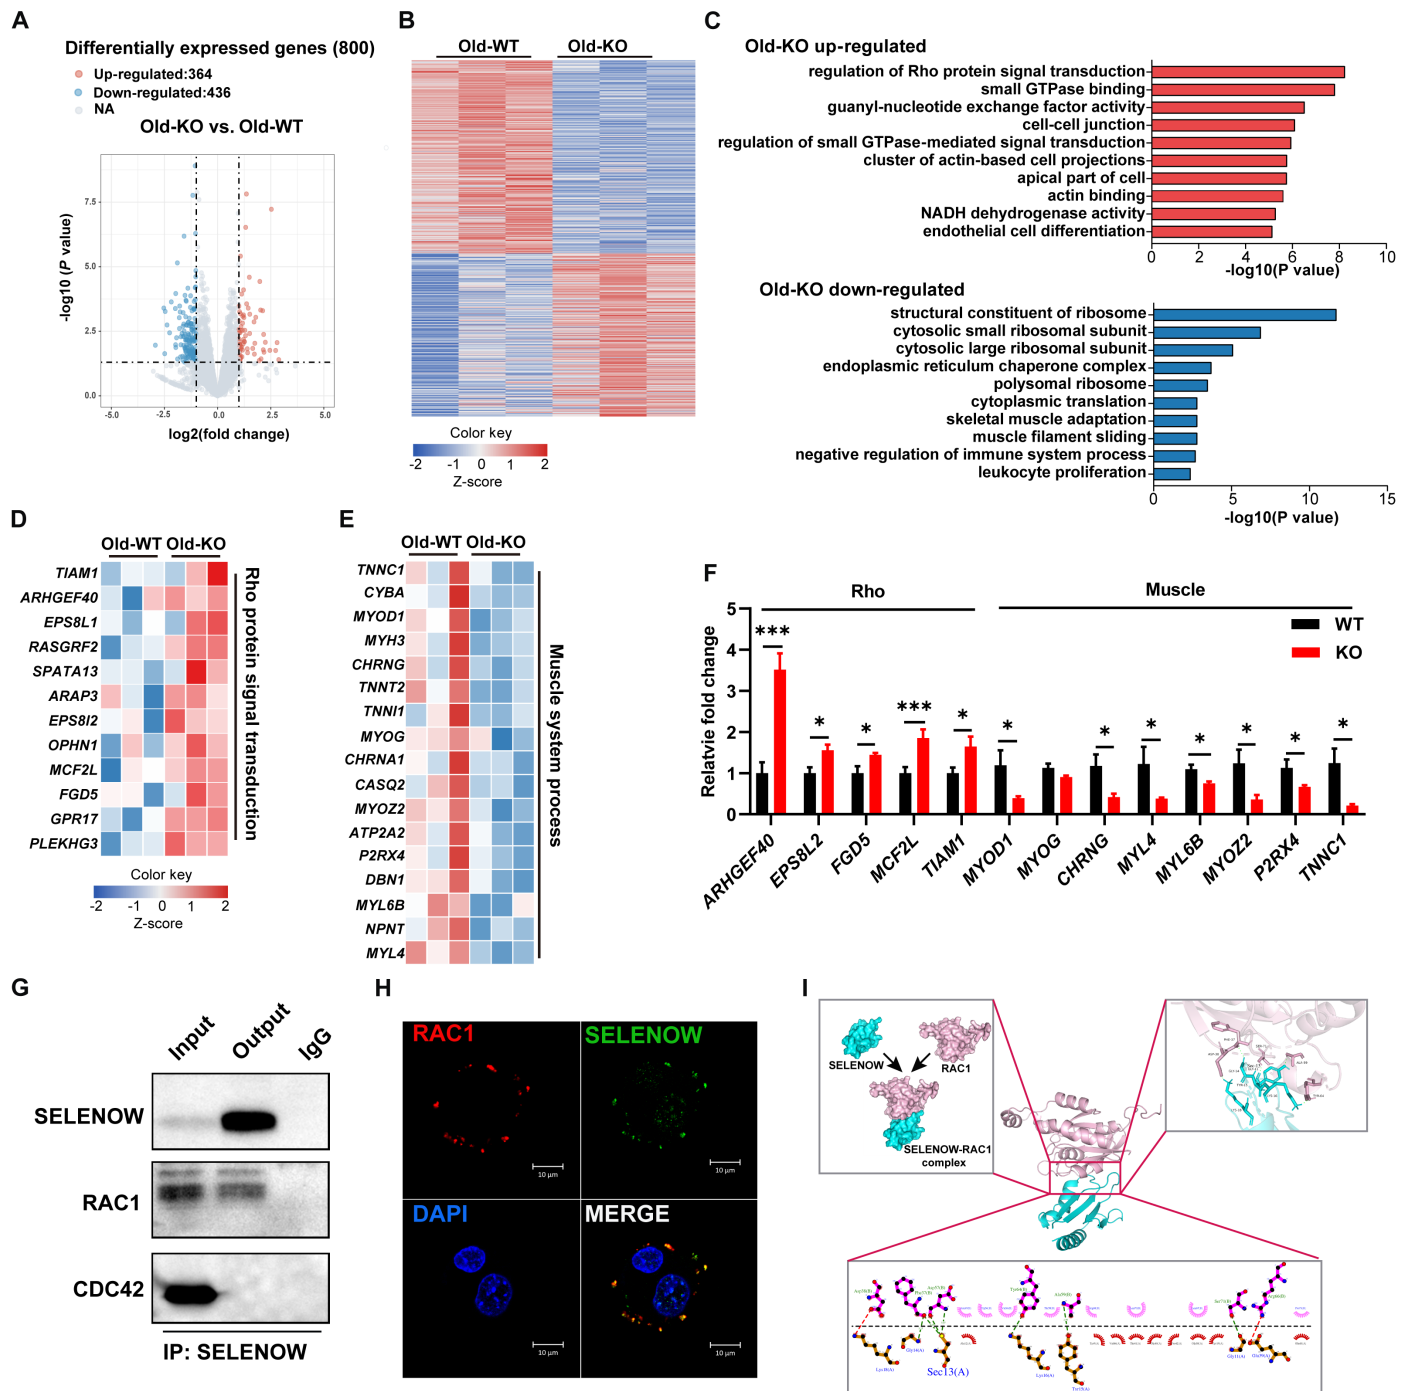 A
Differentially expressed genes (800)
Up-regulated:364
Down-regulated:436
NA
Old-KO vs. Old-WT
-log10 (P value)
7.5
5.0
2.5
0.0
-5.0 -2.5 0.0 2.5 5.0
log2(fold change)
B
Old-WT Old-KO
Color key
-2 -1 0 1 2
Z-score
C
Old-KO up-regulated
regulation of Rho protein signal transduction
small GTPase binding
guanyl-nucleotide exchange factor activity
cell-cell junction
regulation of small GTPase-mediated signal transduction
cluster of actin-based cell projections
apical part of cell
actin binding
NADH dehydrogenase activity
endothelial cell differentiation
0 2 4 6 8 10
-log10(P value)
Old-KO down-regulated
structural constituent of ribosome
cytosolic small ribosomal subunit
cytosolic large ribosomal subunit
endoplasmic reticulum chaperone complex
polysomal ribosome
cytoplasmic translation
skeletal muscle adaptation
muscle filament sliding
negative regulation of immune system process
leukocyte proliferation
0 5 10 15
-log10(P value)
D
Old-WT Old-KO
TIAM1
ARHGEF40
EPS8L1
RASGRF2
SPATA13
ARAP3
EPS8I2
OPHN1
MCF2L
FGD5
GPR17
PLEKHG3
Rho protein signal transduction
Color key
-2 -1 0 1 2
Z-score
E
Old-WT Old-KO
TNNC1
CYBA
MYOD1
MYH3
CHRNG
TNNT2
TNNI1
MYOG
CHRNA1
CASQ2
MYOZ2
ATP2A2
P2RX4
DBN1
MYL6B
NPNT
MYL4
Muscle system process
F
Rho Muscle
WT
KO
Relatvie fold change
5
4
3
2
1
0
*** * * *** * * * * * * * *
ARHGEF40 EPS8L2 FGD5 MCF2L TIAM1 MYOD1 MYOG CHRNG MYL4 MYL6B MYOZ2 P2RX4 TNNC1
G
Input Output IgG
SELENOW
RAC1
CDC42
IP: SELENOW
H
RAC1
10 μm
SELENOW
10 μm
DAPI
10 μm
MERGE
10 μm
I
SELENOW RAC1
SELENOW-RAC1
complex
Sec13(A)